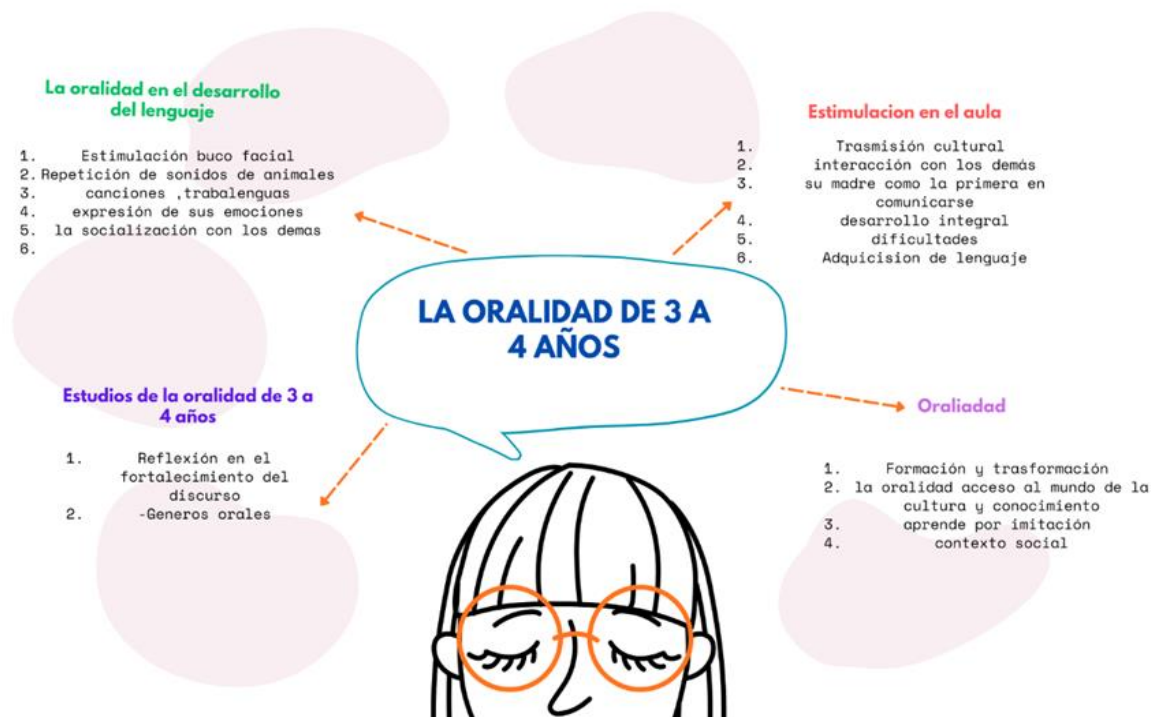 La oralidad en el desarrollo
del lenguaje
1. Estimulación buco facial
2. Repetición de sonidos de animales
3. canciones ,trabalenguas
4. expresión de sus emociones
5. la socialización con los demas
6.
Estimulacion en el aula
1. Trasmisión cultural
2. interacción con los demás
3. su madre como la primera en
comunicarse
4. desarrollo integral
5. dificultades
6. Adquicision de lenguaje
LA ORALIDAD DE 3 A
4 AÑOS
Estudios de la oralidad de 3 a
4 años
1. Reflexión en el
fortalecimiento del
discurso
2. -Generos orales
Oraliadad
1. Formación y trasformación
2. la oralidad acceso al mundo de la
cultura y conocimiento
3. aprende por imitación
4. contexto social